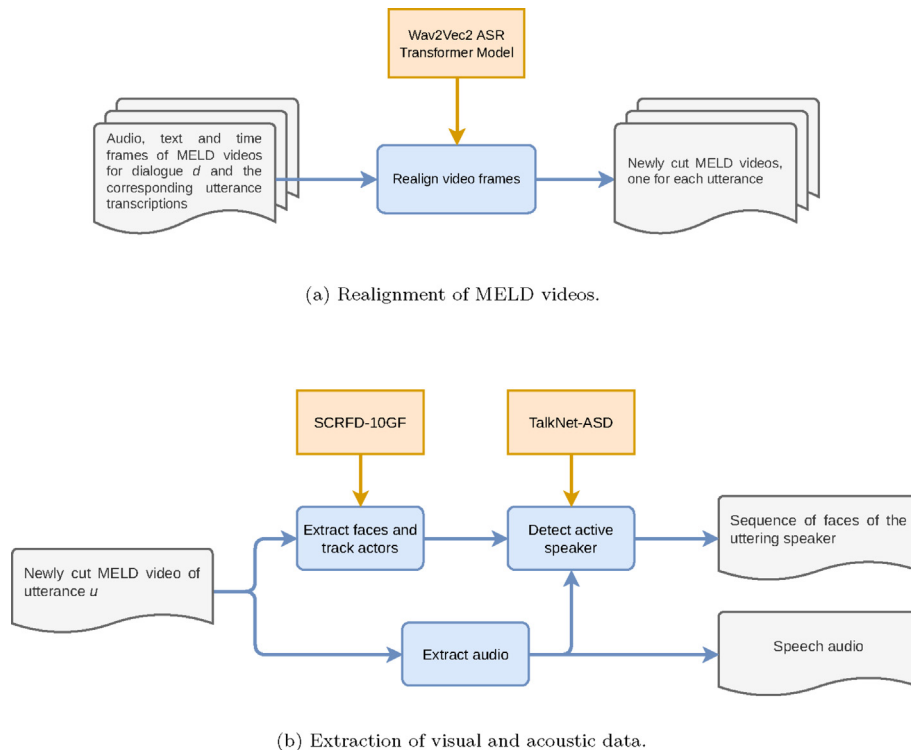 Wav2Vec2 ASR
Transformer Model
Audio, text and time
frames of MELD videos
for dialogue d and the
corresponding utterance
transcriptions
Realign video frames
Newly cut MELD videos,
one for each utterance
(a) Realignment of MELD videos.
SCRFD-10GF
TalkNet-ASD
Extract faces and
track actors
Detect active
speaker
Sequence of faces of the
uttering speaker
Newly cut MELD video of
utterance u
Extract audio
Speech audio
(b) Extraction of visual and acoustic data.